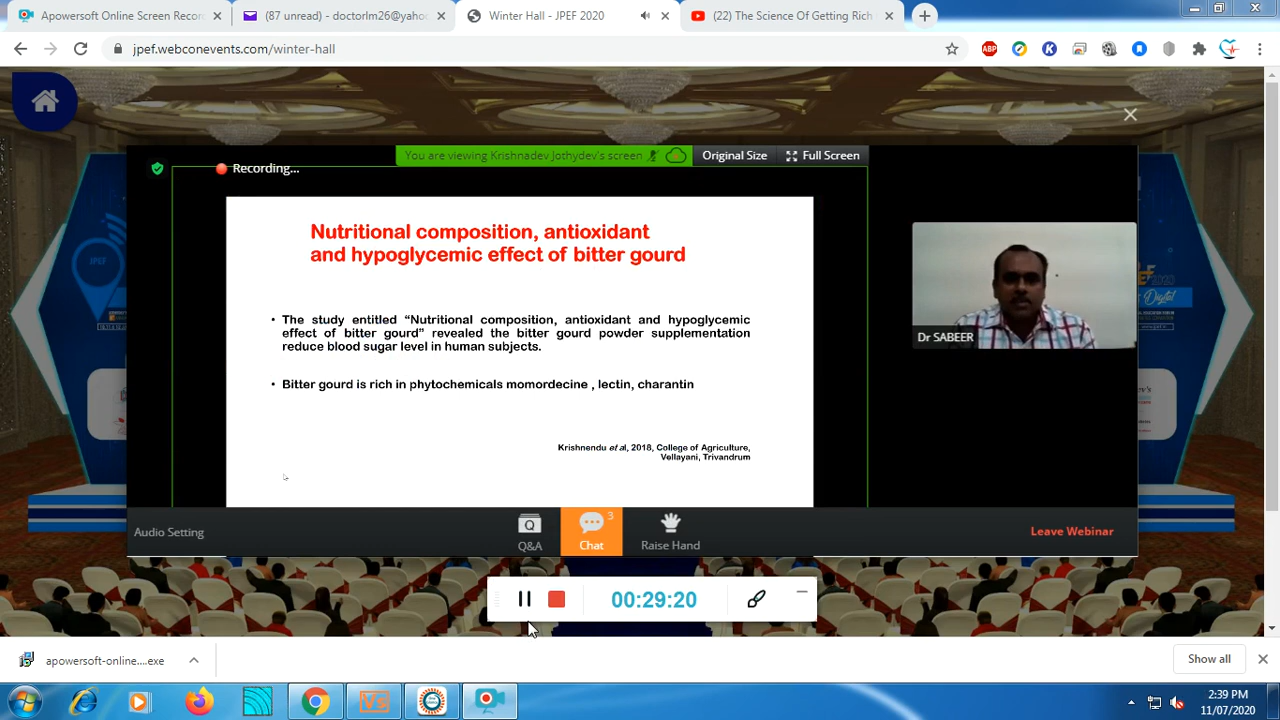 Apowersoft Online Screen Recor
(87 unread) - doctorlm26@yahoo
Winter Hall - JPEF 2020
(22) The Science Of Getting Rich
jpef.webconevents.com/winter-hall
ABP
K
You are viewing Krishnadev Jothydev's screen
Original Size
Full Screen
Recording...
Nutritional composition, antioxidant
and hypoglycemic effect of bitter gourd
• The study entitled “Nutritional composition, antioxidant and hypoglycemic
effect of bitter gourd” revealed the bitter gourd powder supplementation
reduce blood sugar level in human subjects.
• Bitter gourd is rich in phytochemicals momordecine , lectin, charantin
Krishnendu et al, 2018, College of Agriculture,
Vellayani, Trivandrum
Dr SABEER
Audio Setting
Q
Q&A
3
Chat
Raise Hand
Leave Webinar
00:29:20
apowersoft-online....exe
Show all
Vs
2:39 PM
11/07/2020